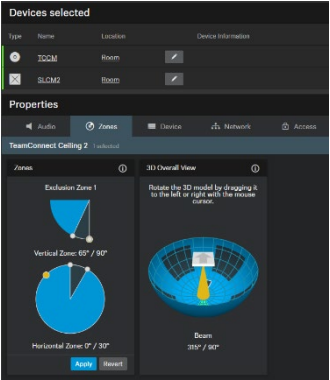 Devices selected
Type Name Location Device Information
TCCM Room
SLCM2 Room
Properties
Audio Zones Device Network Access
TeamConnect Ceiling 2 1 selected
Zones
Exclusion Zone 1
Vertical Zone: 65° / 90°
Horizontal Zone: 0° / 30°
Apply Revert
3D Overall View
Rotate the 3D model by dragging it
to the left or right with the mouse
cursor.
Beam
315° / 90°